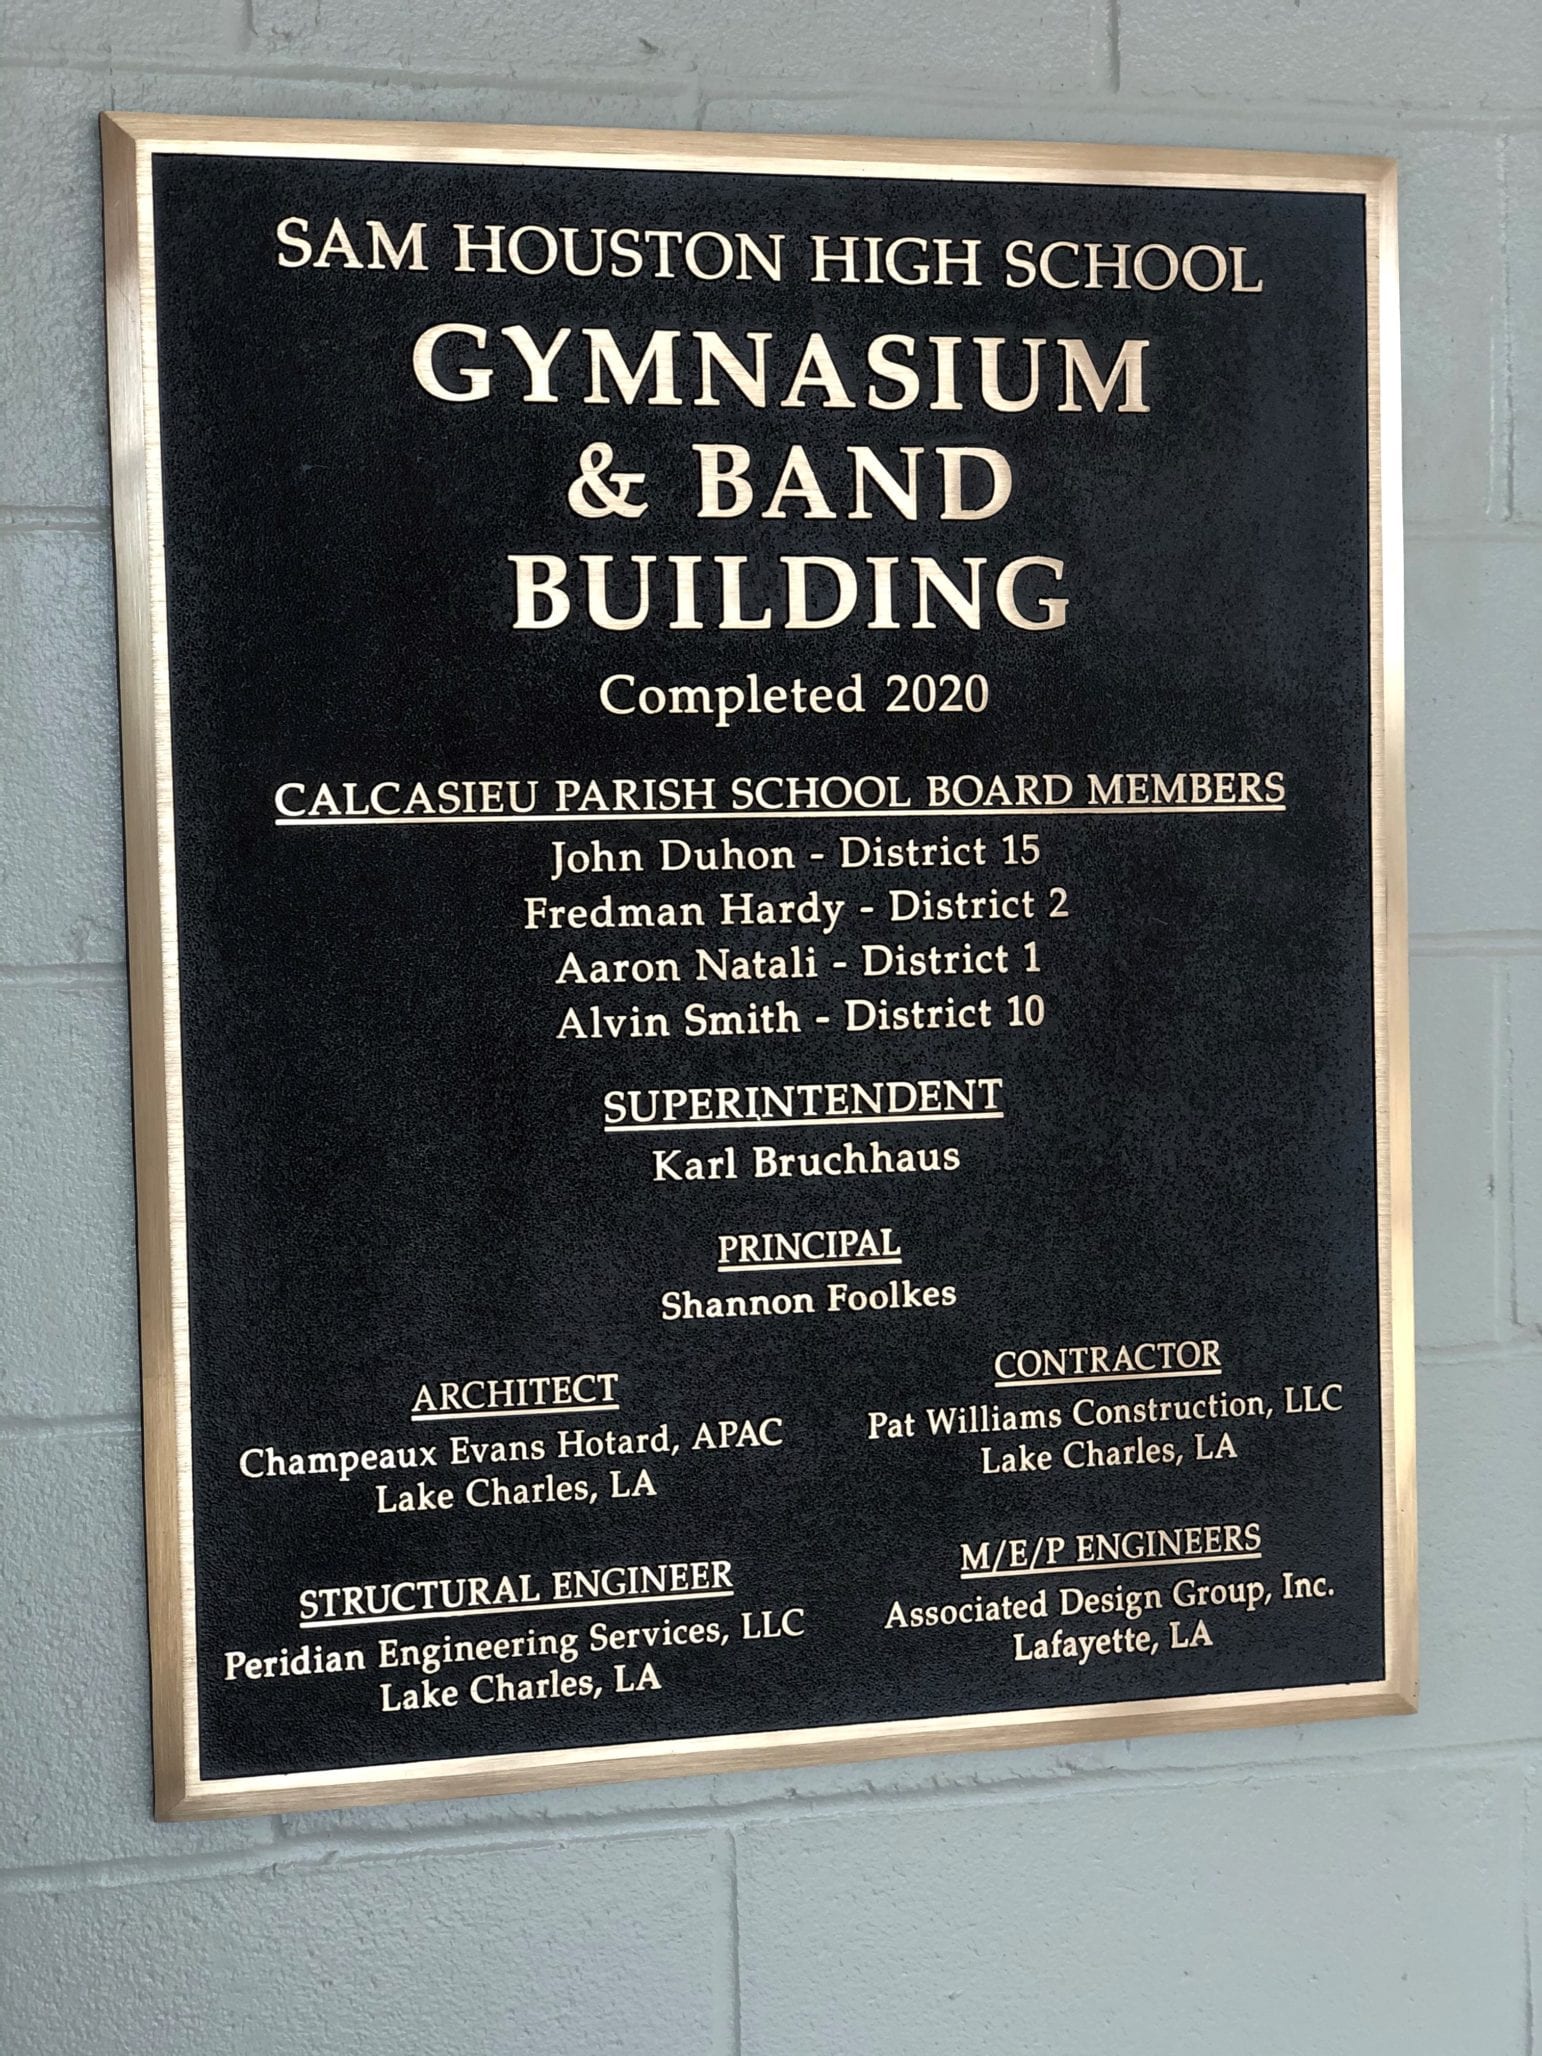 SAM HOUSTON HIGH SCHOOL
GYMNASIUM
& BAND
BUILDING
Completed 2020
CALCASIEU PARISH SCHOOL BOARD MEMBERS
John Duhon - District 15
Fredman Hardy - District 2
Aaron Natali - District 1
Alvin Smith - District 10
SUPERINTENDENT
Karl Bruchhaus
PRINCIPAL
Shannon Foolkes
ARCHITECT
Champeaux Evans Hotard, APAC
Lake Charles, LA
CONTRACTOR
Pat Williams Construction, LLC
Lake Charles, LA
STRUCTURAL ENGINEER
Peridian Engineering Services, LLC
Lake Charles, LA
M/E/P ENGINEERS
Associated Design Group, Inc.
Lafayette, LA